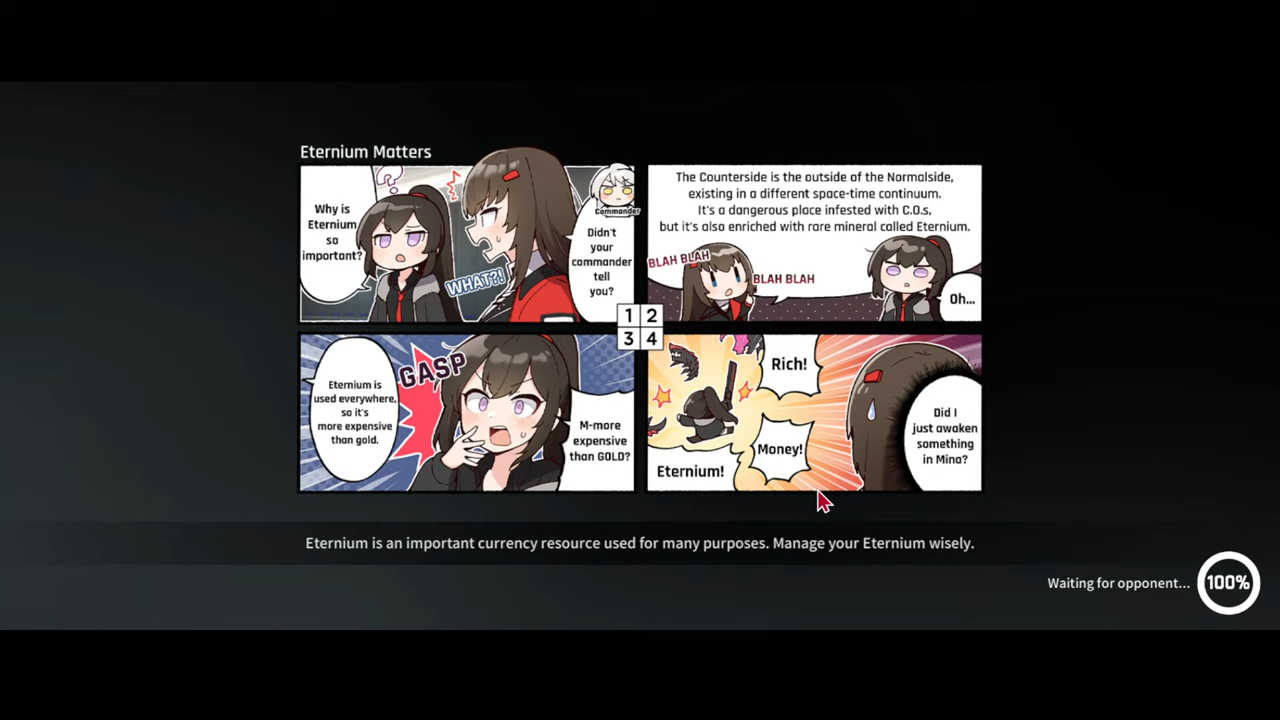 Eternium Matters
Why is
Eternium
so
important?
?
WHAT?!
Commander
Didn't
your
commander
tell
you?
The Counterside is the outside of the Normalside,
existing in a different space-time continuum.
It's a dangerous place infested with C.O.s,
but it's also enriched with rare mineral called Eternium.
BLAH BLAH
BLAH BLAH
Oh...
1 2
3 4
Eternium is
used everywhere,
so it's
more expensive
than gold.
GASP
M-more
expensive
than GOLD?
Rich!
Money!
Eternium!
Did I
just awaken
something
in Mina?
Eternium is an important currency resource used for many purposes. Manage your Eternium wisely.
Waiting for opponent... 100%